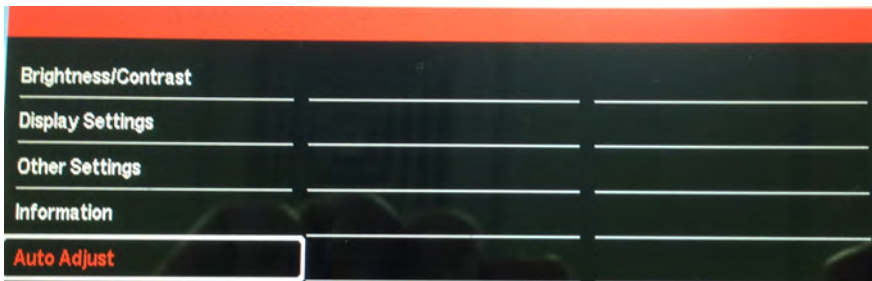 Brightness/Contrast
Display Settings
Other Settings
Information
Auto Adjust